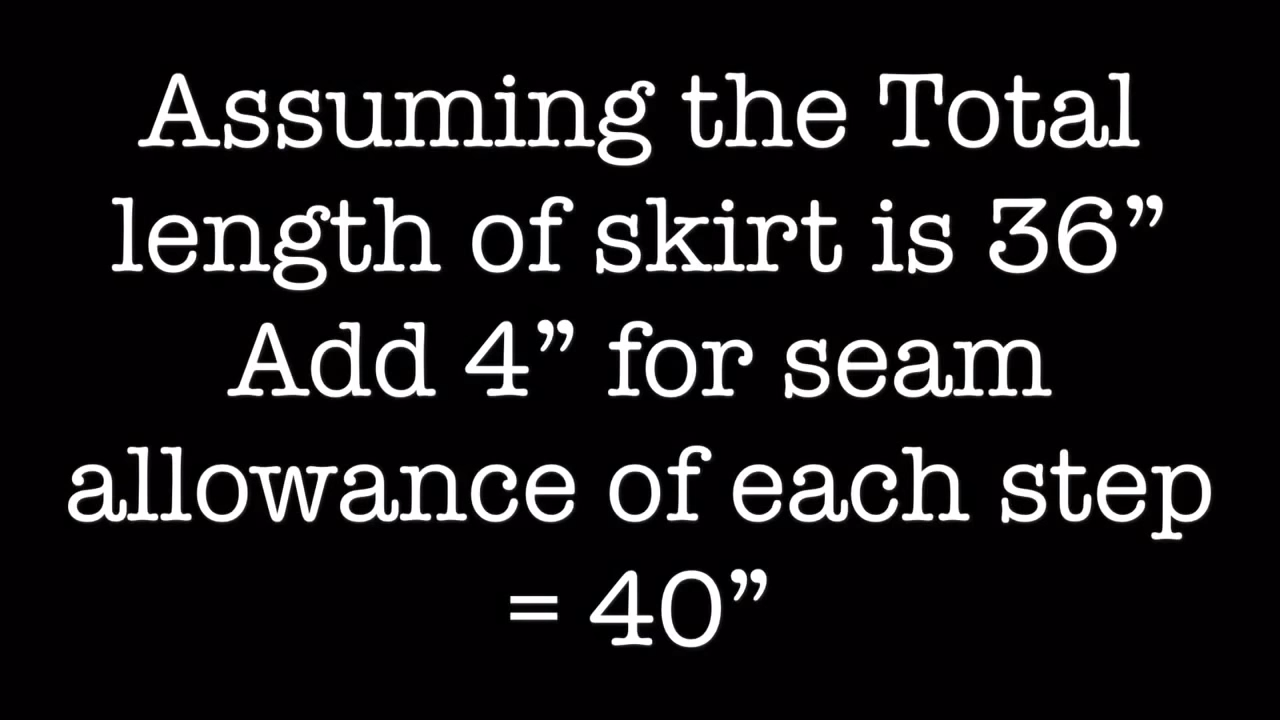 Assuming the Total
length of skirt is 36”
Add 4” for seam
allowance of each step
= 40”